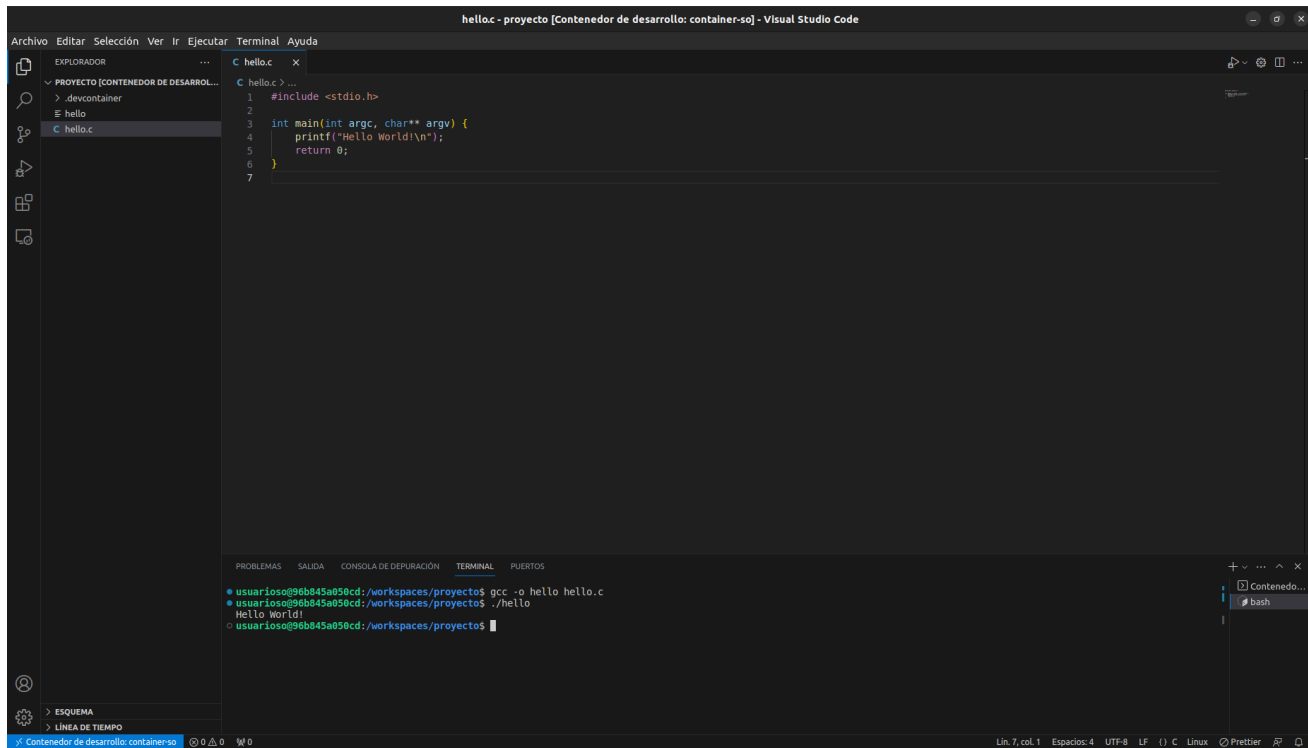 hello.c - proyecto [Contenedor de desarrollo: container-so] - Visual Studio Code
Archivo Editar Selección Ver Ir Ejecutar Terminal Ayuda
EXPLORADOR ...
PROYECTO [CONTENEDOR DE DESARROL...
.devcontainer
hello
C hello.c
C hello.c ×
C hello.c > ...
1 #include <stdio.h>
2
3 int main(int argc, char** argv) {
4 printf("Hello World!\n");
5 return 0;
6 }
7
PROBLEMAS SALIDA CONSOLA DE DEPURACIÓN TERMINAL PUERTOS
usuarioso@96b845a050cd:/workspaces/proyecto$ gcc -o hello hello.c
usuarioso@96b845a050cd:/workspaces/proyecto$ ./hello
Hello World!
usuarioso@96b845a050cd:/workspaces/proyecto$
Contenedo...
bash
ESQUEMA
LÍNEA DE TIEMPO
Contenedor de desarrollo: container-so 0 0 0 Lín. 7, col. 1 Espacios: 4 UTF-8 LF {} C Linux Prettier